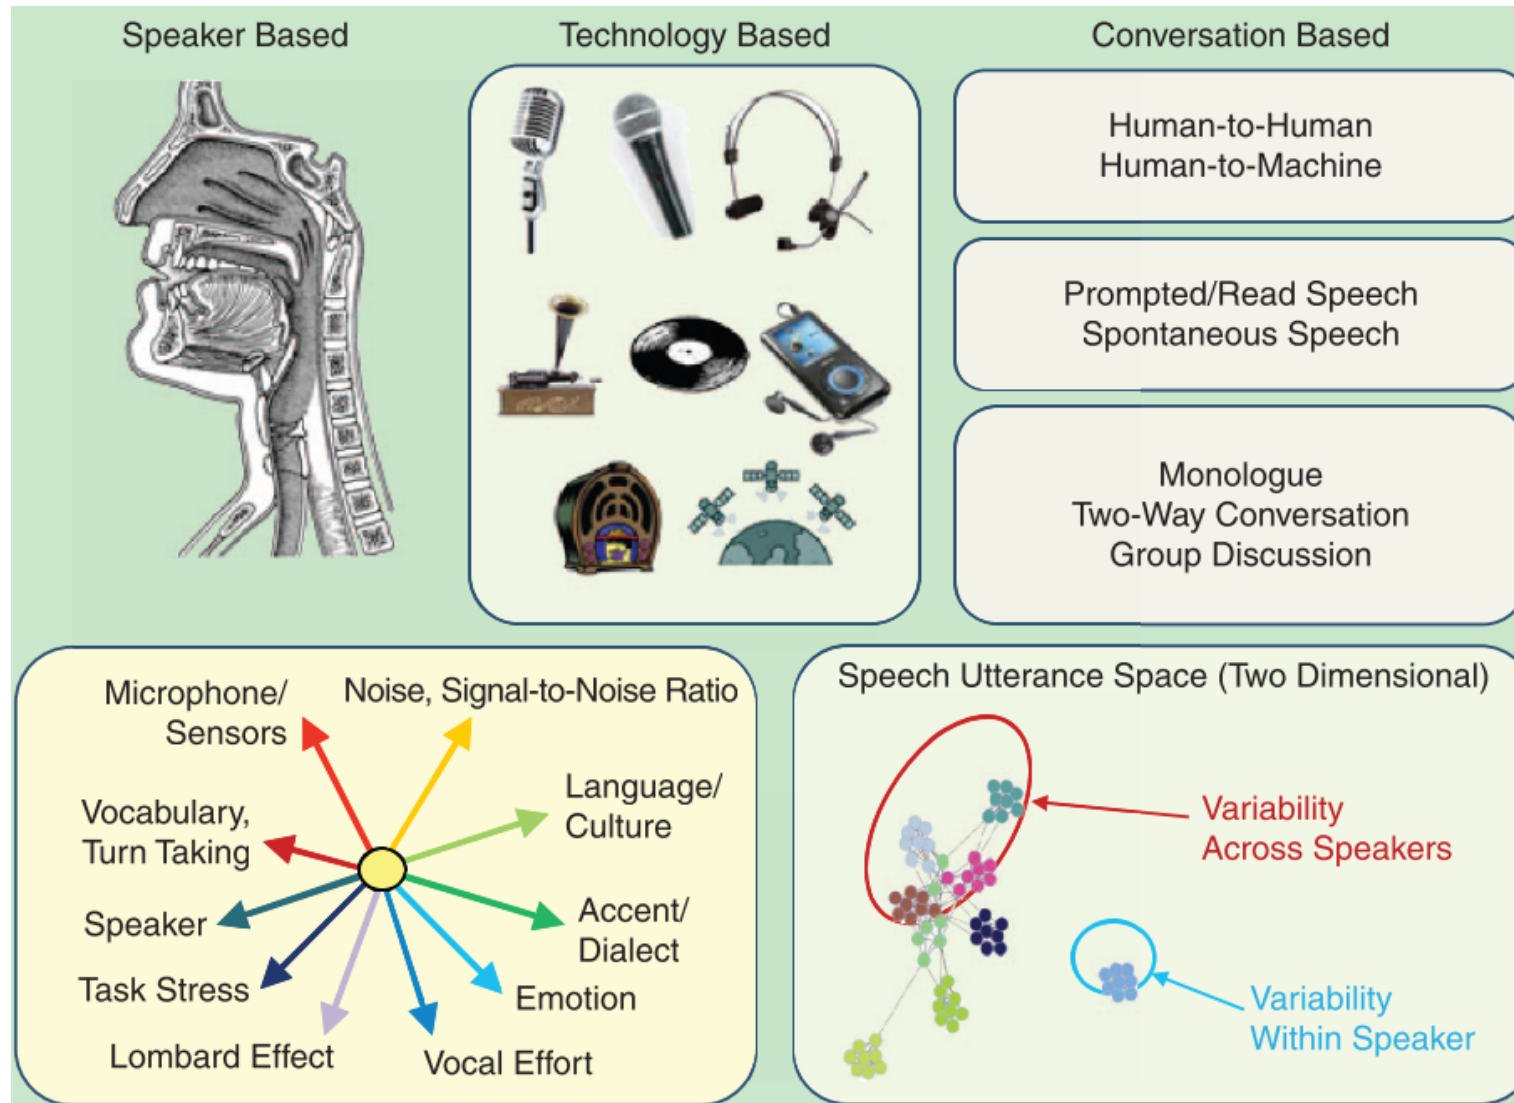 Speaker Based
Technology Based
Conversation Based
Human-to-Human
Human-to-Machine
Prompted/Read Speech
Spontaneous Speech
Monologue
Two-Way Conversation
Group Discussion
Microphone/
Sensors
Noise, Signal-to-Noise Ratio
Vocabulary,
Turn Taking
Language/
Culture
Speaker
Accent/
Dialect
Task Stress
Emotion
Lombard Effect
Vocal Effort
Speech Utterance Space (Two Dimensional)
Variability
Across Speakers
Variability
Within Speaker